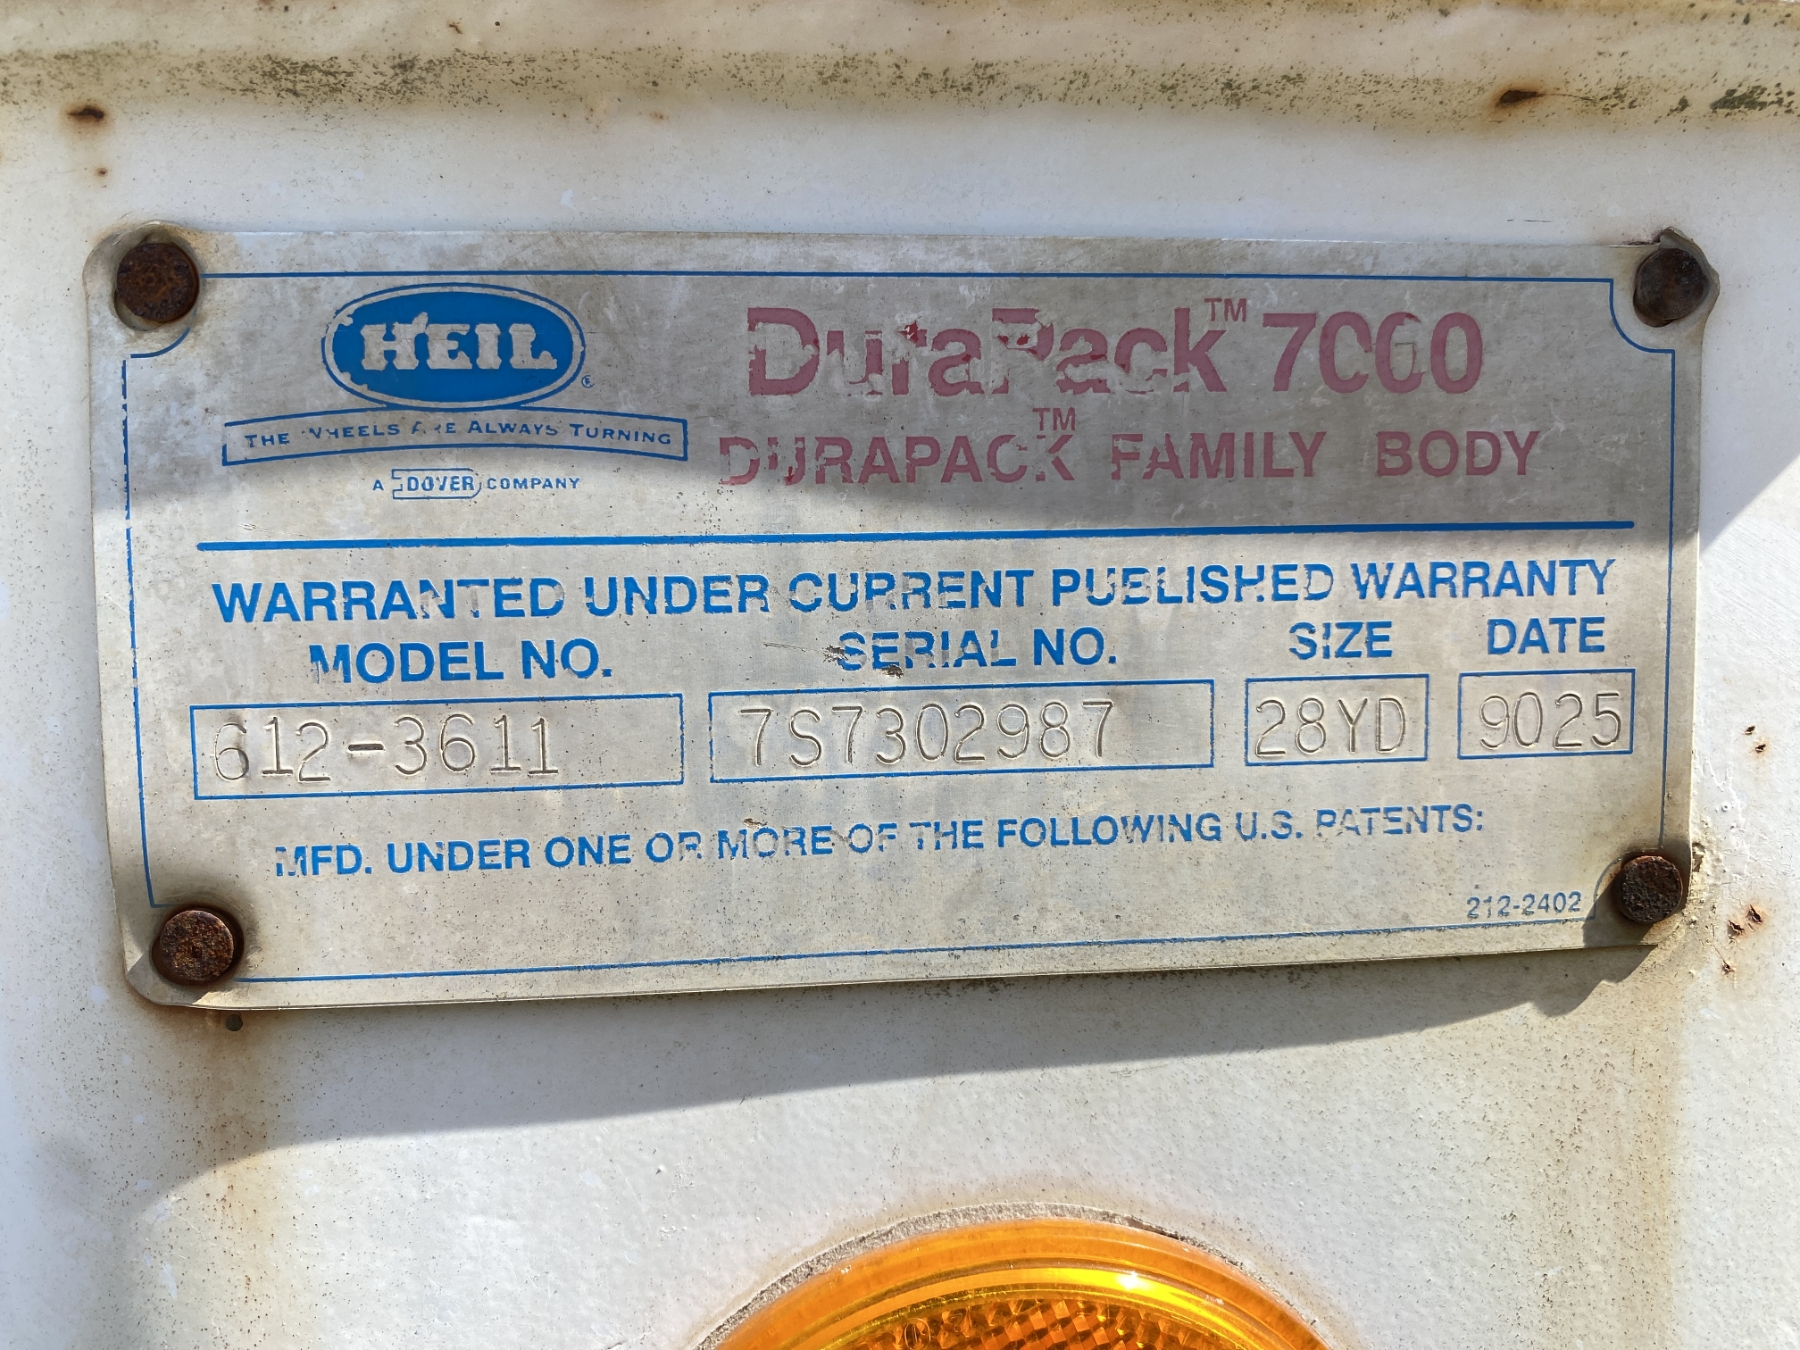 HEIL
®
THE WHEELS ARE ALWAYS TURNING
A DOVER COMPANY
DuraPack™ 7000
DURAPACK™ FAMILY BODY
WARRANTED UNDER CURRENT PUBLISHED WARRANTY
MODEL NO. SERIAL NO. SIZE DATE
612-3611 7S7302987 28YD 9025
MFD. UNDER ONE OR MORE OF THE FOLLOWING U.S. PATENTS:
212-2402